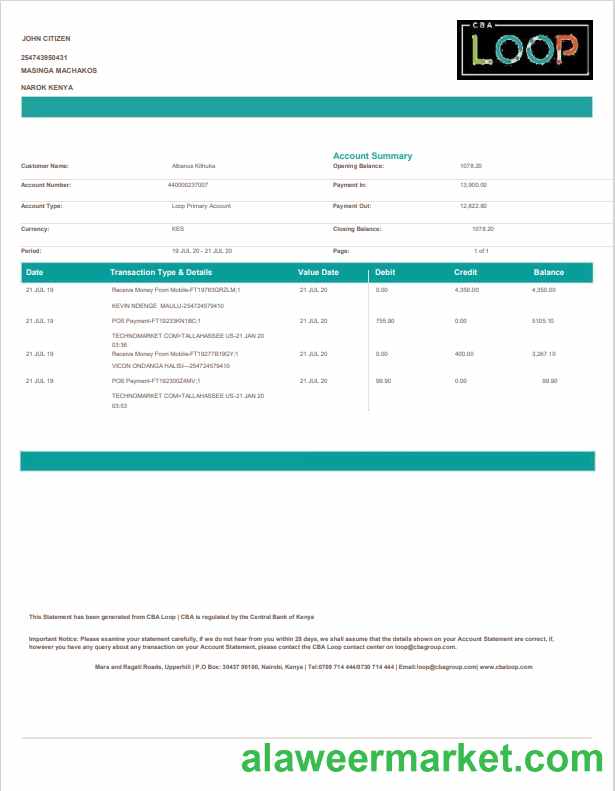 JOHN CITIZEN
CBA
LOOP
254743950431
MASINGA MACHAKOS
NAROK KENYA
Account Summary
Customer Name: Albanus Kithuka Opening Balance: 1078.20
Account Number: 440000237007 Payment In: 13,900.00
Account Type: Loop Primary Account Payment Out: 12,822.80
Currency: KES Closing Balance: 1078.20
Period: 19 JUL 20 - 21 JUL 20 Page: 1 of 1
Date Transaction Type & Details Value Date Debit Credit Balance
21 JUL 19 Receive Money From Mobile-FT19763QRZLM;1 21 JUL 20 0.00 4,350.00 4,350.00
KEVIN NDENGE MAULU-254724579410
21 JUL 19 POS Payment-FT19233KN18C;1 21 JUL 20 755.90 0.00 5105.10
TECHNOMARKET COM>TALLAHASSEE US-21 JAN 20
03:36
21 JUL 19 Receive Money From Mobile-FT19277B19GY;1 21 JUL 20 0.00 400.00 3,267.10
VICON ONDANGA HALISI—254724579410
21 JUL 19 POS Payment-FT192300Z4MV;1 21 JUL 20 98.90 0.00 88.90
TECHNOMARKET COM>TALLAHASSEE US-21 JAN 20
03:53
This Statement has been generated from CBA Loop | CBA is regulated by the Central Bank of Kenya
Important Notice: Please examine your statement carefully, if we do not hear from you within 28 days, we shall assume that the details shown on your Account Statement are correct, if,
however you have any query about any transaction on your Account Statement, please contact the CBA Loop contact center on loop@cbagroup.com.
Mara and Ragati Roads, Upperhill | P.O Box: 30437 00100, Nairobi, Kenya | Tel:0709 714 444/0730 714 444 | Email:loop@cbagroup.com| www.cbaloop.com
alaweermarket.com